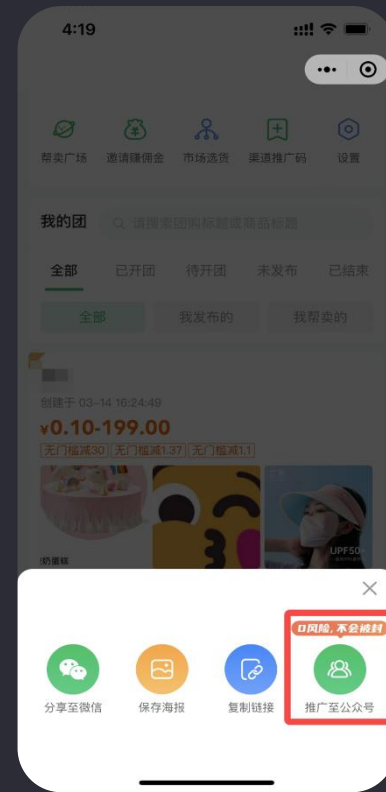 4:19
帮卖广场 邀请赚佣金 市场选货 渠道推广码 设置
我的团 请搜索团购标题或商品标题
全部 已开团 待开团 未发布 已结束
全部 我发布的 我帮卖的
创建于 03-14 16:24:49
¥0.10-199.00
无门槛减30 无门槛减1.37 无门槛减1.1
奶蛋糕
UPF50+
0风险,不会被封
分享至微信 保存海报 复制链接 推广至公众号